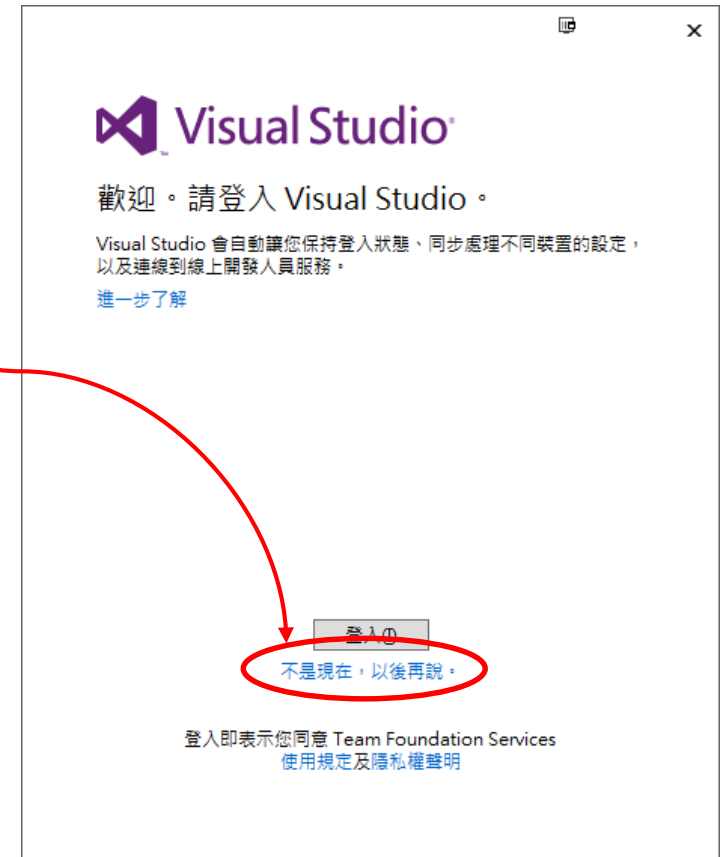 Visual Studio
歡迎。請登入 Visual Studio。
Visual Studio 會自動讓您保持登入狀態、同步處理不同裝置的設定，
以及連線到線上開發人員服務。
進一步了解
登入(I)
不是現在，以後再說。
登入即表示您同意 Team Foundation Services
使用規定及隱私權聲明